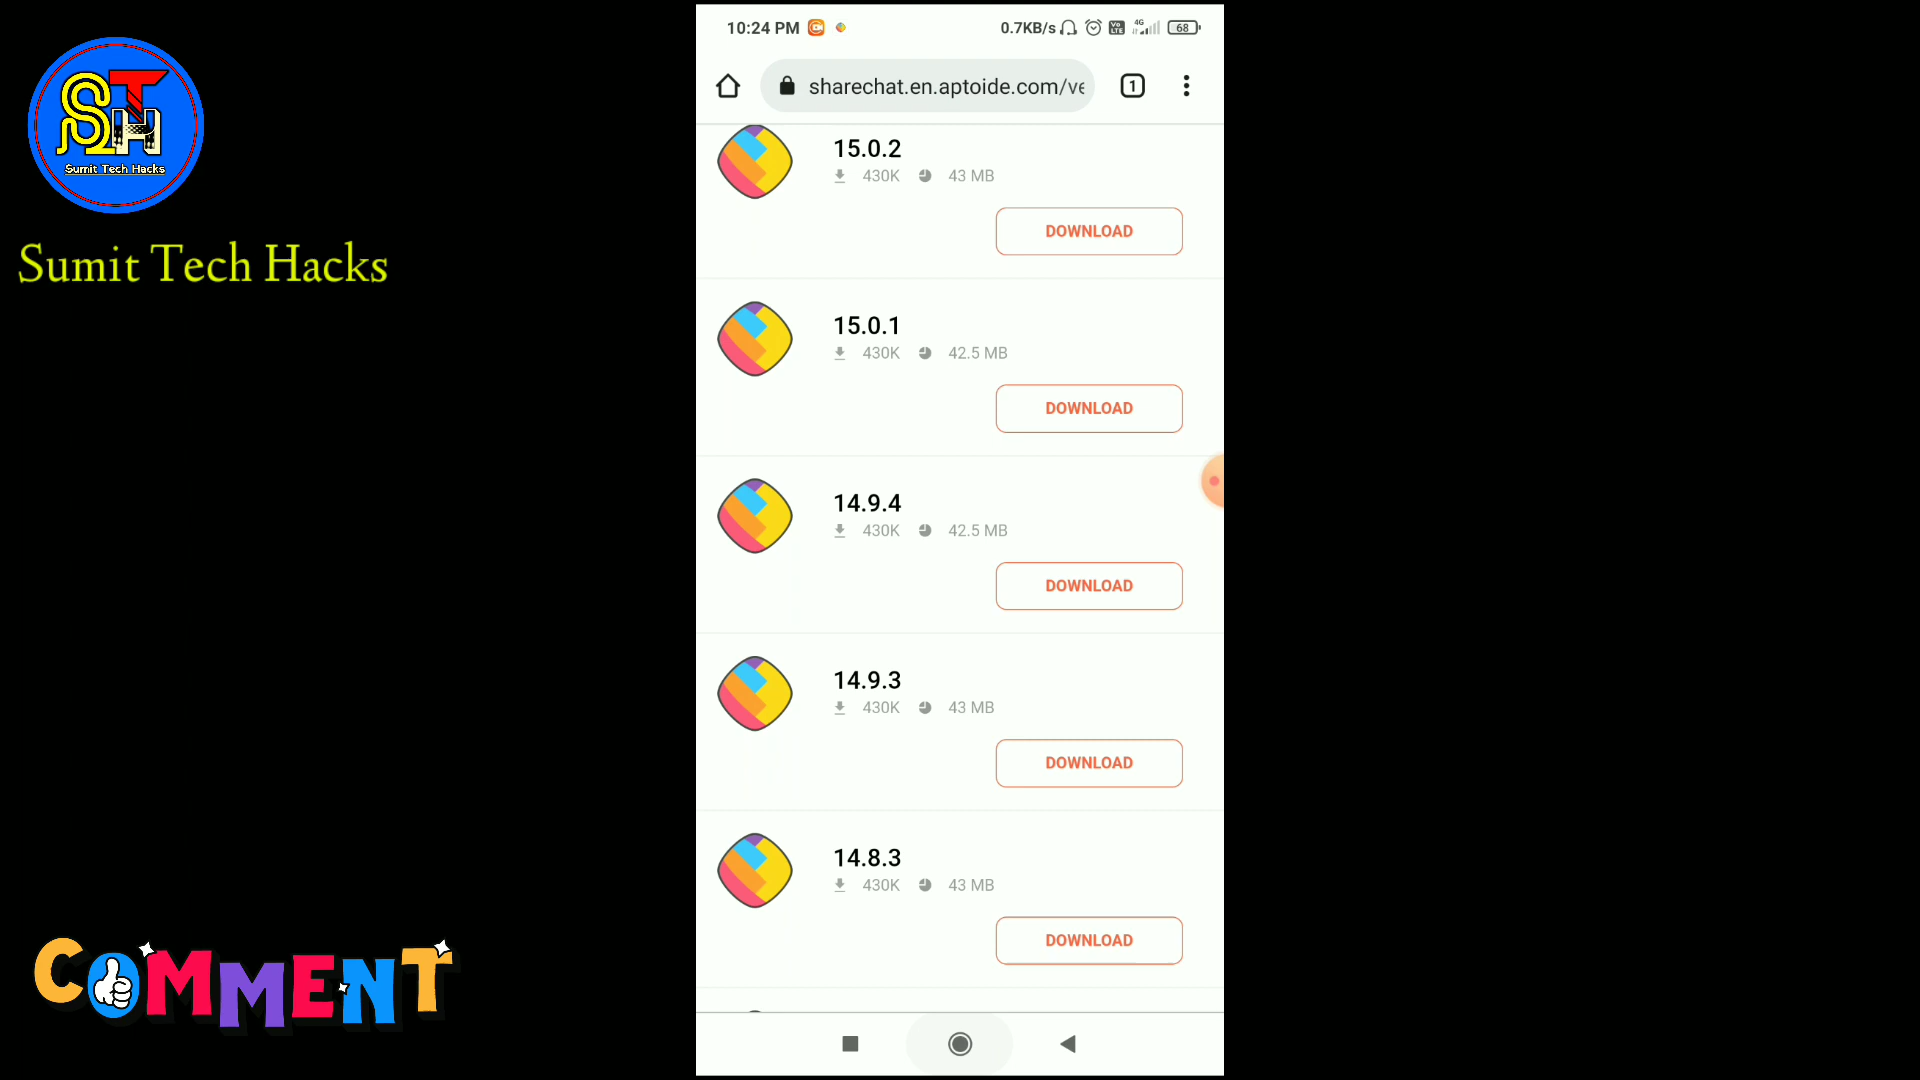 STH
Sumit Tech Hacks
Sumit Tech Hacks
10:24 PM
0.7KB/s 4G 68
sharechat.en.aptoide.com/ve
1
15.0.2
430K 43 MB
DOWNLOAD
15.0.1
430K 42.5 MB
DOWNLOAD
14.9.4
430K 42.5 MB
DOWNLOAD
14.9.3
430K 43 MB
DOWNLOAD
14.8.3
430K 43 MB
DOWNLOAD
COMMENT